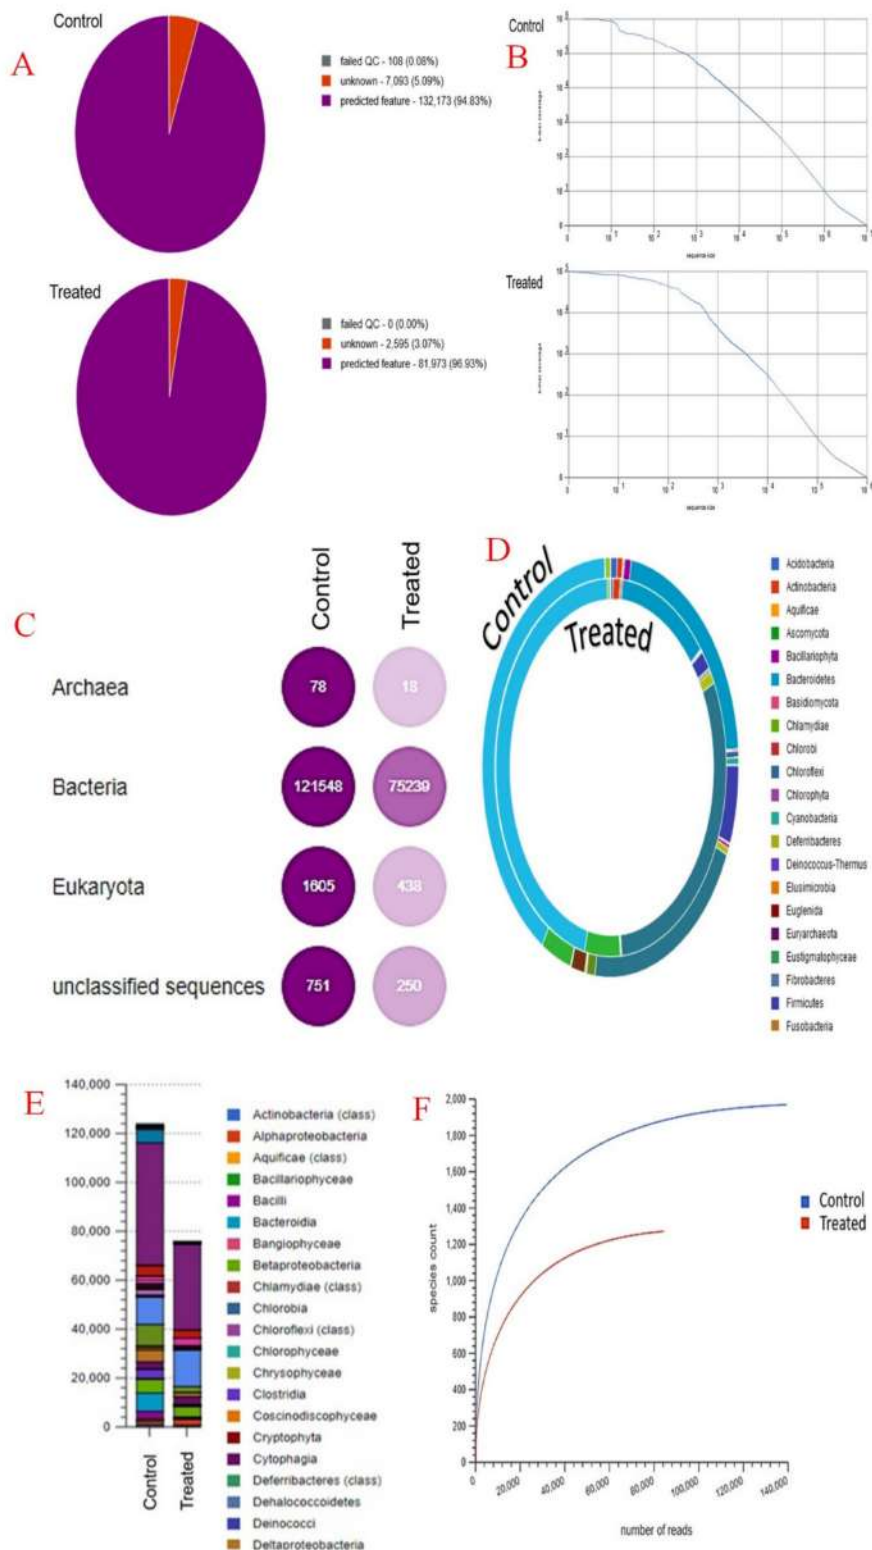 A
Control
failed QC - 108 (0.08%)
unknown - 7,093 (5.09%)
predicted feature - 132,173 (94.83%)
Treated
failed QC - 0 (0.00%)
unknown - 2,595 (3.07%)
predicted feature - 81,973 (96.93%)
B
Control
sequence size
Treated
sequence size
C
Control
Treated
Archaea
78
18
Bacteria
121548
75239
Eukaryota
1605
438
unclassified sequences
751
250
D
Control
Treated
Acidobacteria
Actinobacteria
Aquificae
Ascomycota
Bacillariophyta
Bacteroidetes
Basidiomycota
Chlamydiae
Chlorobi
Chloroflexi
Chlorophyta
Cyanobacteria
Deferribacteres
Deinococcus-Thermus
Elusimicrobia
Euglenida
Euryarchaeota
Eustigmatophyceae
Fibrobacteres
Firmicutes
Fusobacteria
E
140,000
120,000
100,000
80,000
60,000
40,000
20,000
0
Control
Treated
Actinobacteria (class)
Alphaproteobacteria
Aquificae (class)
Bacillariophyceae
Bacilli
Bacteroidia
Bangiophyceae
Betaproteobacteria
Chlamydiae (class)
Chlorobia
Chloroflexi (class)
Chlorophyceae
Chrysophyceae
Clostridia
Coscinodiscophyceae
Cryptophyta
Cytophagia
Deferribacteres (class)
Dehalococcoidetes
Deinococci
Deltaproteobacteria
F
2,000
1,800
1,600
1,400
1,200
1,000
800
600
400
200
0
species count
0
20,000
40,000
60,000
80,000
100,000
120,000
140,000
number of reads
Control
Treated